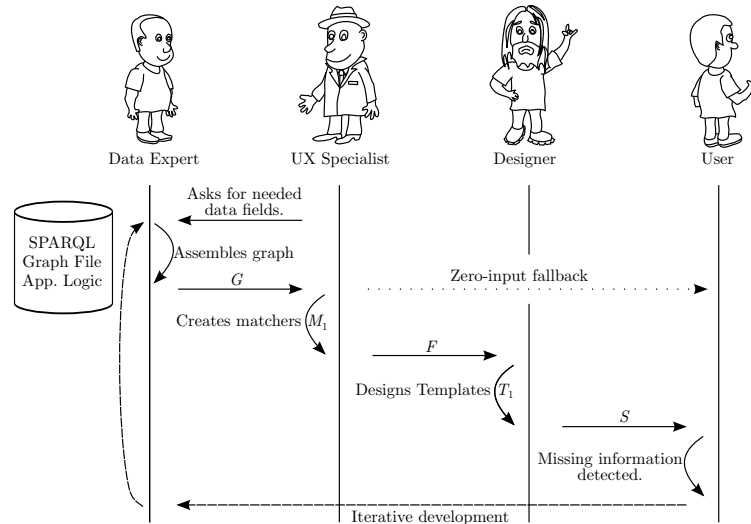 Data Expert
UX Specialist
Designer
User
Asks for needed
data fields.
SPARQL
Graph File
App. Logic
Assembles graph
G
Zero-input fallback
Creates matchers M₁
F
Designs Templates T₁
S
Missing information
detected.
Iterative development